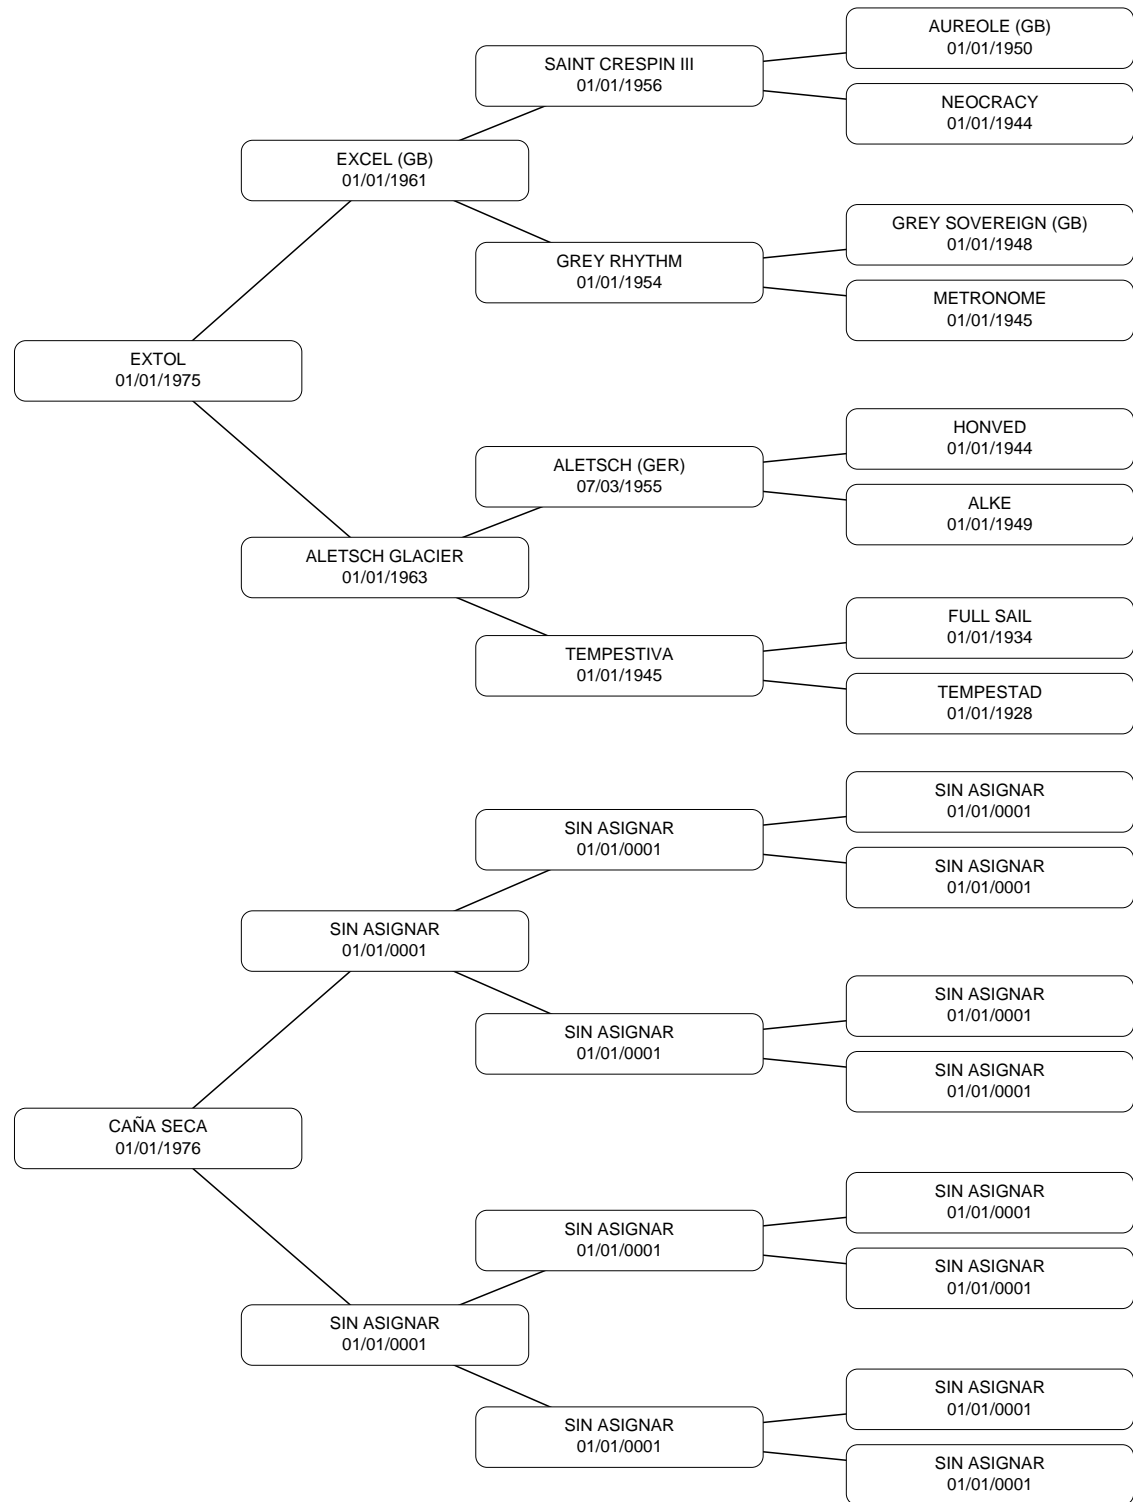 AUREOLE (GB)
01/01/1950
SAINT CRESPIN III
01/01/1956
NEOCRACY
01/01/1944
EXCEL (GB)
01/01/1961
GREY SOVEREIGN (GB)
01/01/1948
GREY RHYTHM
01/01/1954
METRONOME
01/01/1945
EXTOL
01/01/1975
HONVED
01/01/1944
ALETSCH (GER)
07/03/1955
ALKE
01/01/1949
ALETSCH GLACIER
01/01/1963
FULL SAIL
01/01/1934
TEMPESTIVA
01/01/1945
TEMPESTAD
01/01/1928
SIN ASIGNAR
01/01/0001
SIN ASIGNAR
01/01/0001
SIN ASIGNAR
01/01/0001
SIN ASIGNAR
01/01/0001
SIN ASIGNAR
01/01/0001
SIN ASIGNAR
01/01/0001
SIN ASIGNAR
01/01/0001
CAÑA SECA
01/01/1976
SIN ASIGNAR
01/01/0001
SIN ASIGNAR
01/01/0001
SIN ASIGNAR
01/01/0001
SIN ASIGNAR
01/01/0001
SIN ASIGNAR
01/01/0001
SIN ASIGNAR
01/01/0001
SIN ASIGNAR
01/01/0001